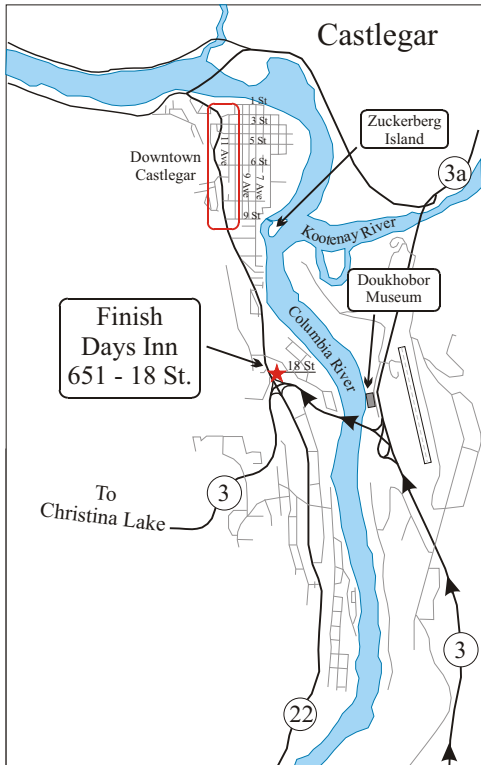 Castlegar
1 St
3 St
5 St
6 St
9 St
11 Ave
9 Ave
7 Ave
Downtown
Castlegar
Zuckerberg
Island
3a
Kootenay River
Doukhobor
Museum
Columbia River
Finish
Days Inn
651 - 18 St.
18 St
To
Christina Lake
3
3
22